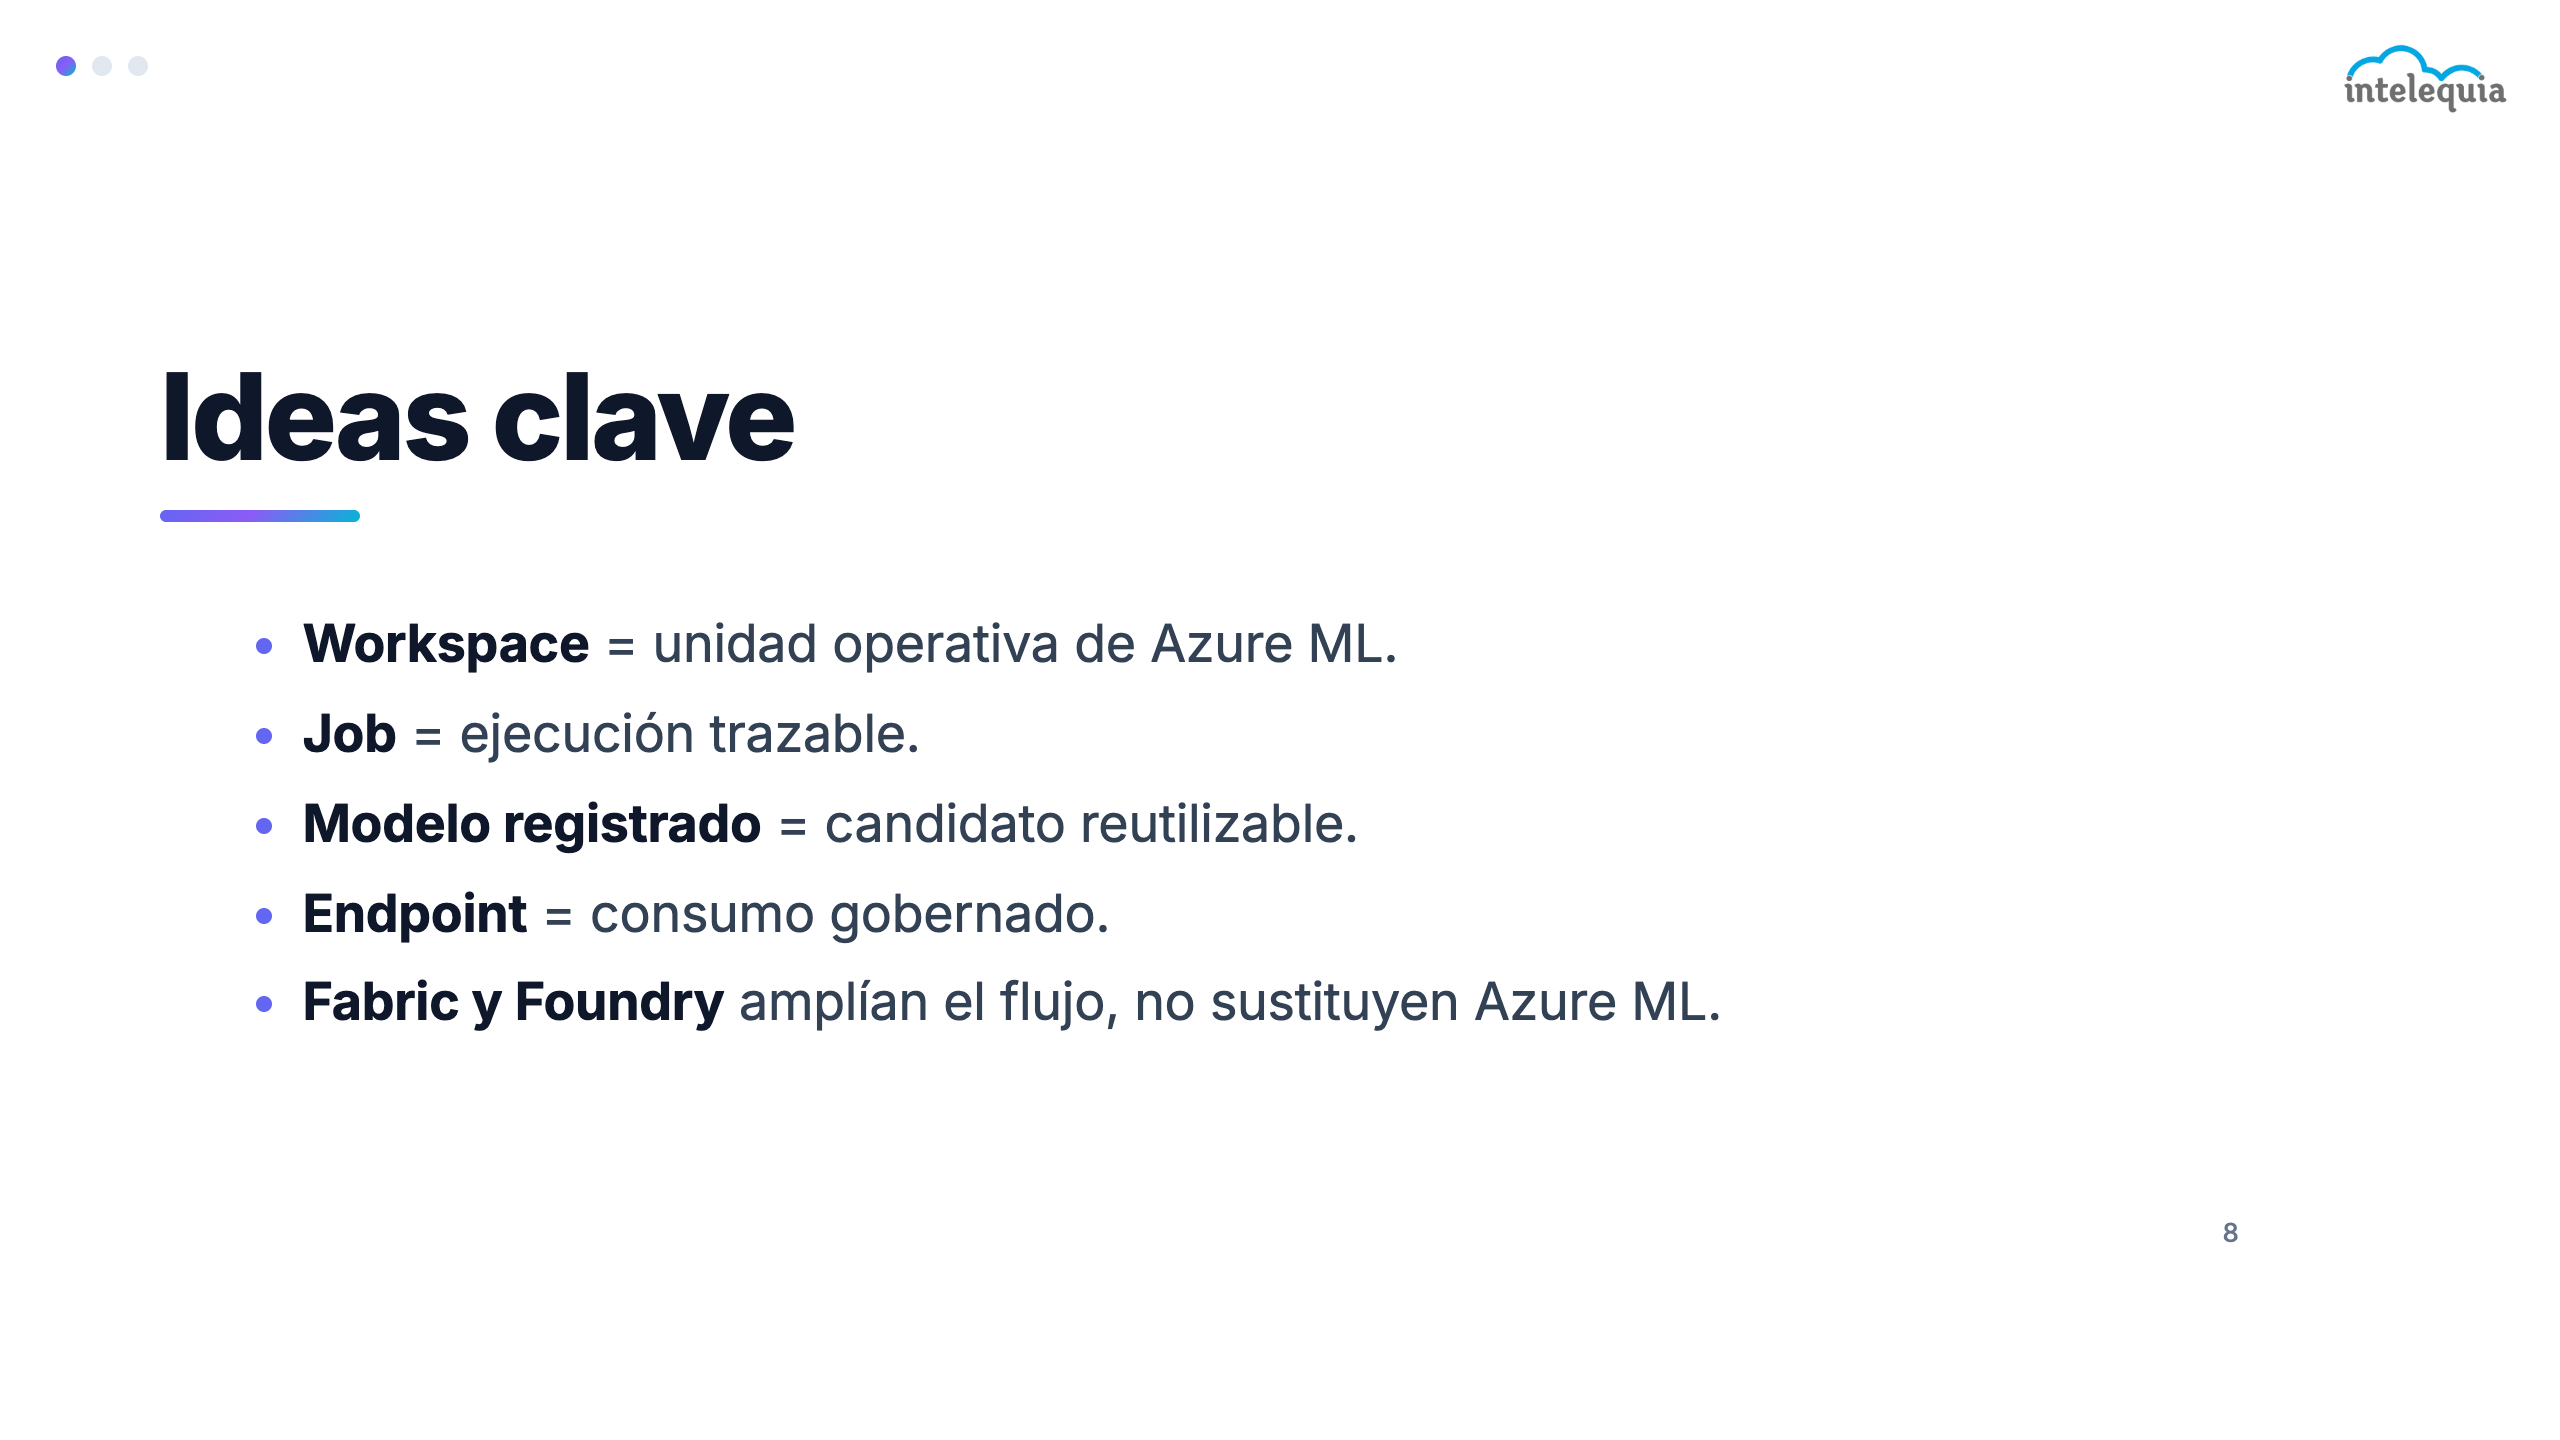 intelequia
Ideas clave
Workspace = unidad operativa de Azure ML.
Job = ejecución trazable.
Modelo registrado = candidato reutilizable.
Endpoint = consumo gobernado.
Fabric y Foundry amplían el flujo, no sustituyen Azure ML.
8